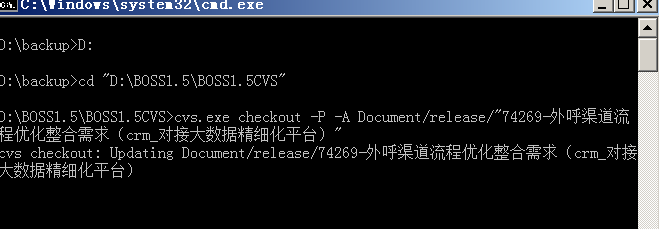 C:\Windows\system32\cmd.exe
D:\backup>D:
D:\backup>cd "D:\BOSS1.5\BOSS1.5CVS"
D:\BOSS1.5\BOSS1.5CVS>cvs.exe checkout -P -A Document/release/"74269-外呼渠道流
程优化整合需求（crm_对接大数据精细化平台）"
cvs checkout: Updating Document/release/74269-外呼渠道流程优化整合需求（crm_对接
大数据精细化平台）